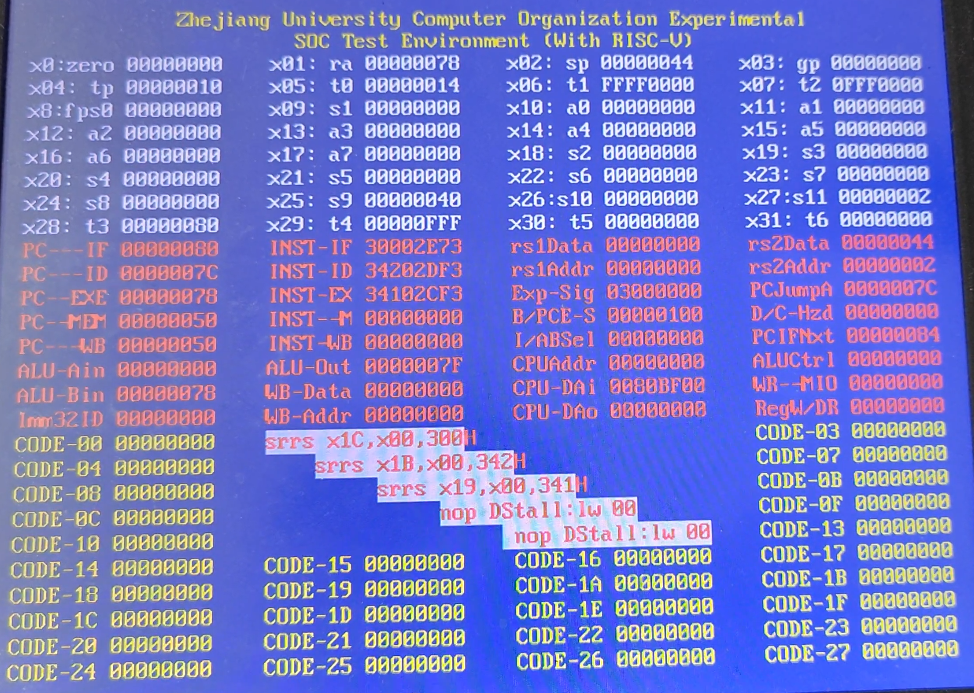 Zhejiang University Computer Organization Experimental
SOC Test Environment (With RISC-V)
x0:zero 00000000 x01: ra 00000078 x02: sp 00000044 x03: gp 00000000
x04: tp 00000010 x05: t0 00000014 x06: t1 FFFF0000 x07: t2 0FFF0000
x8:fps0 00000000 x09: s1 00000000 x10: a0 00000000 x11: a1 00000000
x12: a2 00000000 x13: a3 00000000 x14: a4 00000000 x15: a5 00000000
x16: a6 00000000 x17: a7 00000000 x18: s2 00000000 x19: s3 00000000
x20: s4 00000000 x21: s5 00000000 x22: s6 00000000 x23: s7 00000000
x24: s8 00000000 x25: s9 00000040 x26:s10 00000000 x27:s11 00000002
x28: t3 00000080 x29: t4 00000FFF x30: t5 00000000 x31: t6 00000000
PC---IF 00000080 INST-IF 30002E73 rs1Data 00000000 rs2Data 00000044
PC---ID 0000007C INST-ID 34202DF3 rs1Addr 00000000 rs2Addr 00000002
PC--EXE 00000078 INST-EX 34102CF3 Exp-Sig 03000000 PCJumpA 0000007C
PC--MEM 00000050 INST--M 00000000 B/PCE-S 00000100 D/C-Hzd 00000000
PC---WB 00000050 INST-WB 00000000 I/ABSel 00000000 PCIFNxt 00000084
ALU-Ain 00000000 ALU-Out 0000007F CPUAddr 00000000 ALUCtrl 00000000
ALU-Bin 00000078 WB-Data 00000000 CPU-DAi 0080BF00 WR--MIO 00000000
Imm32ID 00000000 WB-Addr 00000000 CPU-DAo 00000000 RegW/DR 00000000
CODE-00 00000000 srrs x1C,x00,300H CODE-03 00000000
CODE-04 00000000 srrs x1B,x00,342H CODE-07 00000000
CODE-08 00000000 srrs x19,x00,341H CODE-0B 00000000
CODE-0C 00000000 nop DStall:lw 00 CODE-0F 00000000
CODE-10 00000000 nop DStall:lw 00 CODE-13 00000000
CODE-14 00000000 CODE-15 00000000 CODE-16 00000000 CODE-17 00000000
CODE-18 00000000 CODE-19 00000000 CODE-1A 00000000 CODE-1B 00000000
CODE-1C 00000000 CODE-1D 00000000 CODE-1E 00000000 CODE-1F 00000000
CODE-20 00000000 CODE-21 00000000 CODE-22 00000000 CODE-23 00000000
CODE-24 00000000 CODE-25 00000000 CODE-26 00000000 CODE-27 00000000